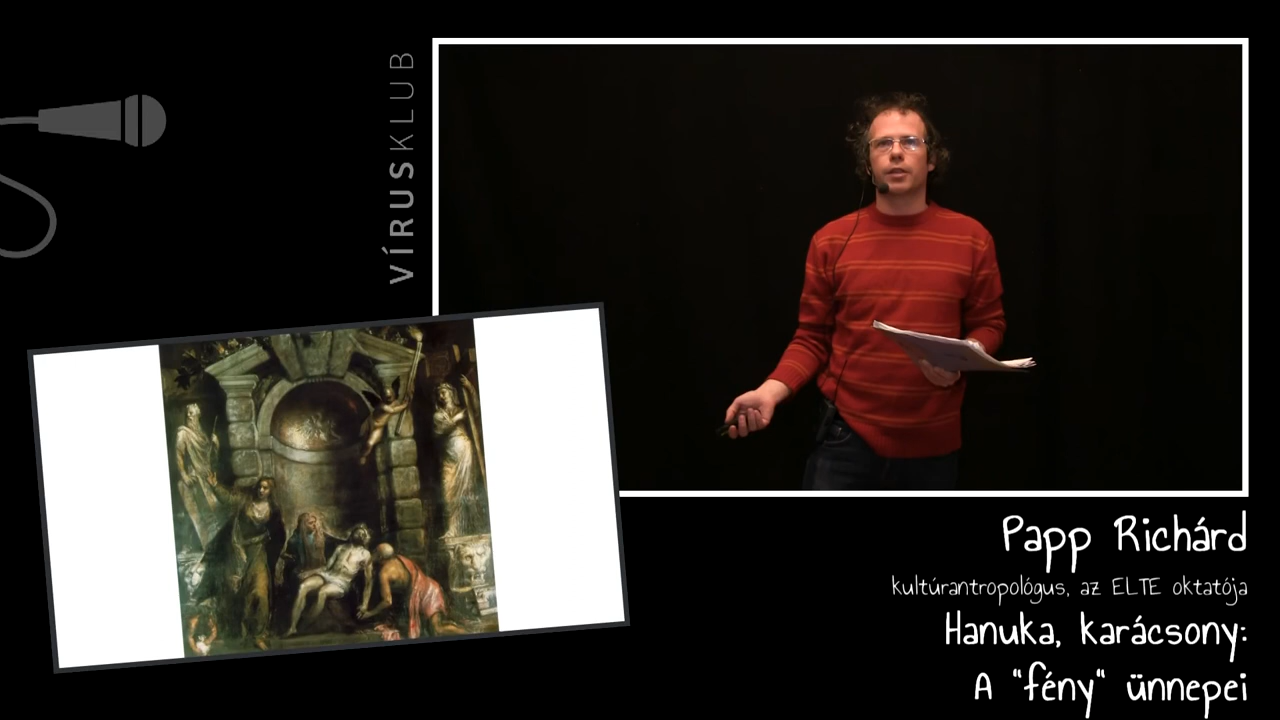 VÍRUSKLUB
Papp Richárd
kultúrantropológus, az ELTE oktatója
Hanuka, karácsony:
A "fény" ünnepei